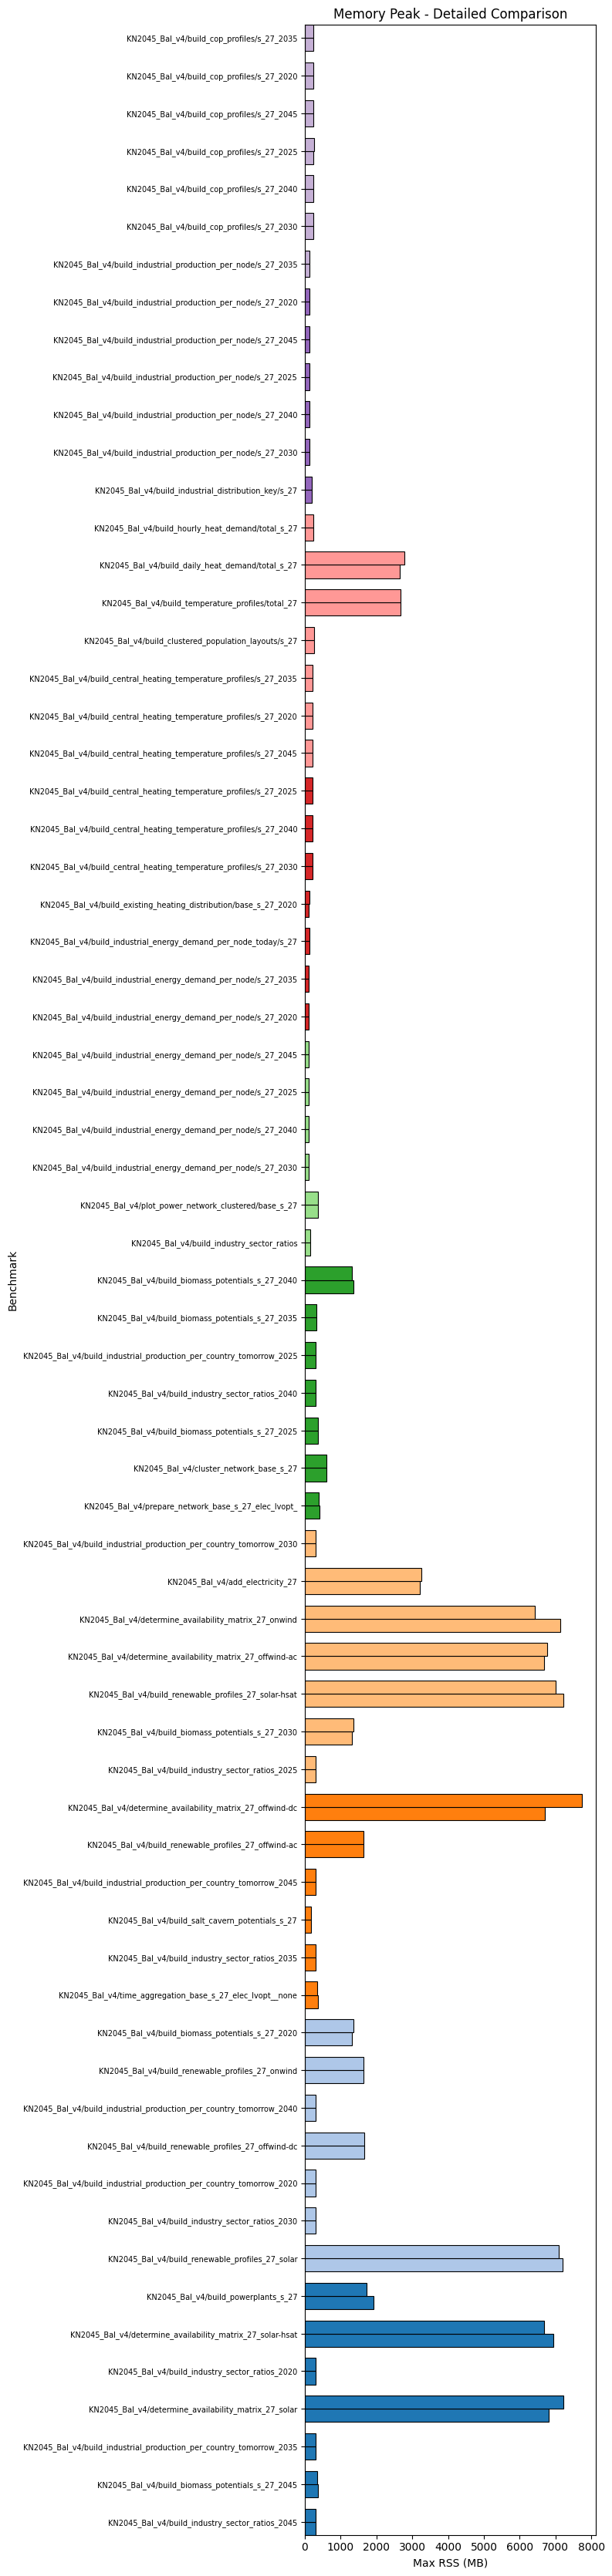 Memory Peak - Detailed Comparison
KN2045_Bal_v4/build_cop_profiles/s_27_2035
KN2045_Bal_v4/build_cop_profiles/s_27_2020
KN2045_Bal_v4/build_cop_profiles/s_27_2045
KN2045_Bal_v4/build_cop_profiles/s_27_2025
KN2045_Bal_v4/build_cop_profiles/s_27_2040
KN2045_Bal_v4/build_cop_profiles/s_27_2030
KN2045_Bal_v4/build_industrial_production_per_node/s_27_2035
KN2045_Bal_v4/build_industrial_production_per_node/s_27_2020
KN2045_Bal_v4/build_industrial_production_per_node/s_27_2045
KN2045_Bal_v4/build_industrial_production_per_node/s_27_2025
KN2045_Bal_v4/build_industrial_production_per_node/s_27_2040
KN2045_Bal_v4/build_industrial_production_per_node/s_27_2030
KN2045_Bal_v4/build_industrial_distribution_key/s_27
KN2045_Bal_v4/build_hourly_heat_demand/total_s_27
KN2045_Bal_v4/build_daily_heat_demand/total_s_27
KN2045_Bal_v4/build_temperature_profiles/total_27
KN2045_Bal_v4/build_clustered_population_layouts/s_27
KN2045_Bal_v4/build_central_heating_temperature_profiles/s_27_2035
KN2045_Bal_v4/build_central_heating_temperature_profiles/s_27_2020
KN2045_Bal_v4/build_central_heating_temperature_profiles/s_27_2045
KN2045_Bal_v4/build_central_heating_temperature_profiles/s_27_2025
KN2045_Bal_v4/build_central_heating_temperature_profiles/s_27_2040
KN2045_Bal_v4/build_central_heating_temperature_profiles/s_27_2030
KN2045_Bal_v4/build_existing_heating_distribution/base_s_27_2020
KN2045_Bal_v4/build_industrial_energy_demand_per_node_today/s_27
KN2045_Bal_v4/build_industrial_energy_demand_per_node/s_27_2035
KN2045_Bal_v4/build_industrial_energy_demand_per_node/s_27_2020
KN2045_Bal_v4/build_industrial_energy_demand_per_node/s_27_2045
KN2045_Bal_v4/build_industrial_energy_demand_per_node/s_27_2025
KN2045_Bal_v4/build_industrial_energy_demand_per_node/s_27_2040
KN2045_Bal_v4/build_industrial_energy_demand_per_node/s_27_2030
KN2045_Bal_v4/plot_power_network_clustered/base_s_27
KN2045_Bal_v4/build_industry_sector_ratios
KN2045_Bal_v4/build_biomass_potentials_s_27_2040
KN2045_Bal_v4/build_biomass_potentials_s_27_2035
KN2045_Bal_v4/build_industrial_production_per_country_tomorrow_2025
KN2045_Bal_v4/build_industry_sector_ratios_2040
KN2045_Bal_v4/build_biomass_potentials_s_27_2025
KN2045_Bal_v4/cluster_network_base_s_27
KN2045_Bal_v4/prepare_network_base_s_27_elec_lvopt_
KN2045_Bal_v4/build_industrial_production_per_country_tomorrow_2030
KN2045_Bal_v4/add_electricity_27
KN2045_Bal_v4/determine_availability_matrix_27_onwind
KN2045_Bal_v4/determine_availability_matrix_27_offwind-ac
KN2045_Bal_v4/build_renewable_profiles_27_solar-hsat
KN2045_Bal_v4/build_biomass_potentials_s_27_2030
KN2045_Bal_v4/build_industry_sector_ratios_2025
KN2045_Bal_v4/determine_availability_matrix_27_offwind-dc
KN2045_Bal_v4/build_renewable_profiles_27_offwind-ac
KN2045_Bal_v4/build_industrial_production_per_country_tomorrow_2045
KN2045_Bal_v4/build_salt_cavern_potentials_s_27
KN2045_Bal_v4/build_industry_sector_ratios_2035
KN2045_Bal_v4/time_aggregation_base_s_27_elec_lvopt__none
KN2045_Bal_v4/build_biomass_potentials_s_27_2020
KN2045_Bal_v4/build_renewable_profiles_27_onwind
KN2045_Bal_v4/build_industrial_production_per_country_tomorrow_2040
KN2045_Bal_v4/build_renewable_profiles_27_offwind-dc
KN2045_Bal_v4/build_industrial_production_per_country_tomorrow_2020
KN2045_Bal_v4/build_industry_sector_ratios_2030
KN2045_Bal_v4/build_renewable_profiles_27_solar
KN2045_Bal_v4/build_powerplants_s_27
KN2045_Bal_v4/determine_availability_matrix_27_solar-hsat
KN2045_Bal_v4/build_industry_sector_ratios_2020
KN2045_Bal_v4/determine_availability_matrix_27_solar
KN2045_Bal_v4/build_industrial_production_per_country_tomorrow_2035
KN2045_Bal_v4/build_biomass_potentials_s_27_2045
KN2045_Bal_v4/build_industry_sector_ratios_2045
Benchmark
0 1000 2000 3000 4000 5000 6000 7000 8000
Max RSS (MB)